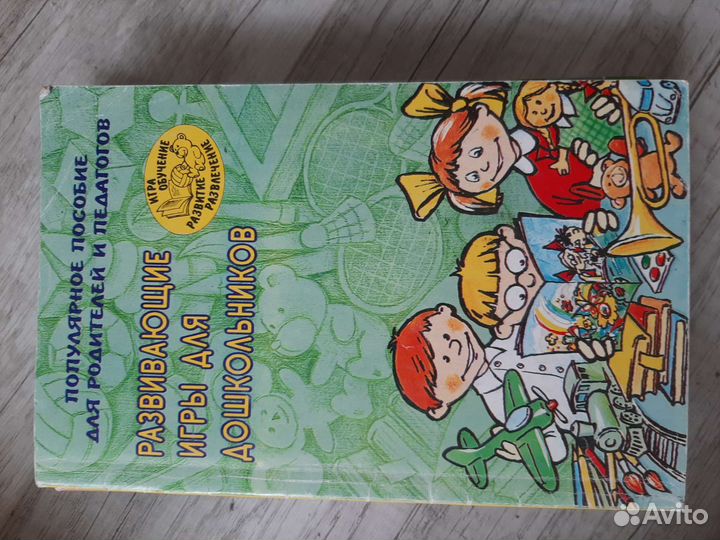 ПОПУЛЯРНОЕ ПОСОБИЕ
ДЛЯ РОДИТЕЛЕЙ И ПЕДАГОГОВ
ИГРА ОБУЧЕНИЕ
РАЗВИТИЕ РАЗВЛЕЧЕНИЕ
РАЗВИВАЮЩИЕ
ИГРЫ ДЛЯ
ДОШКОЛЬНИКОВ
Avito